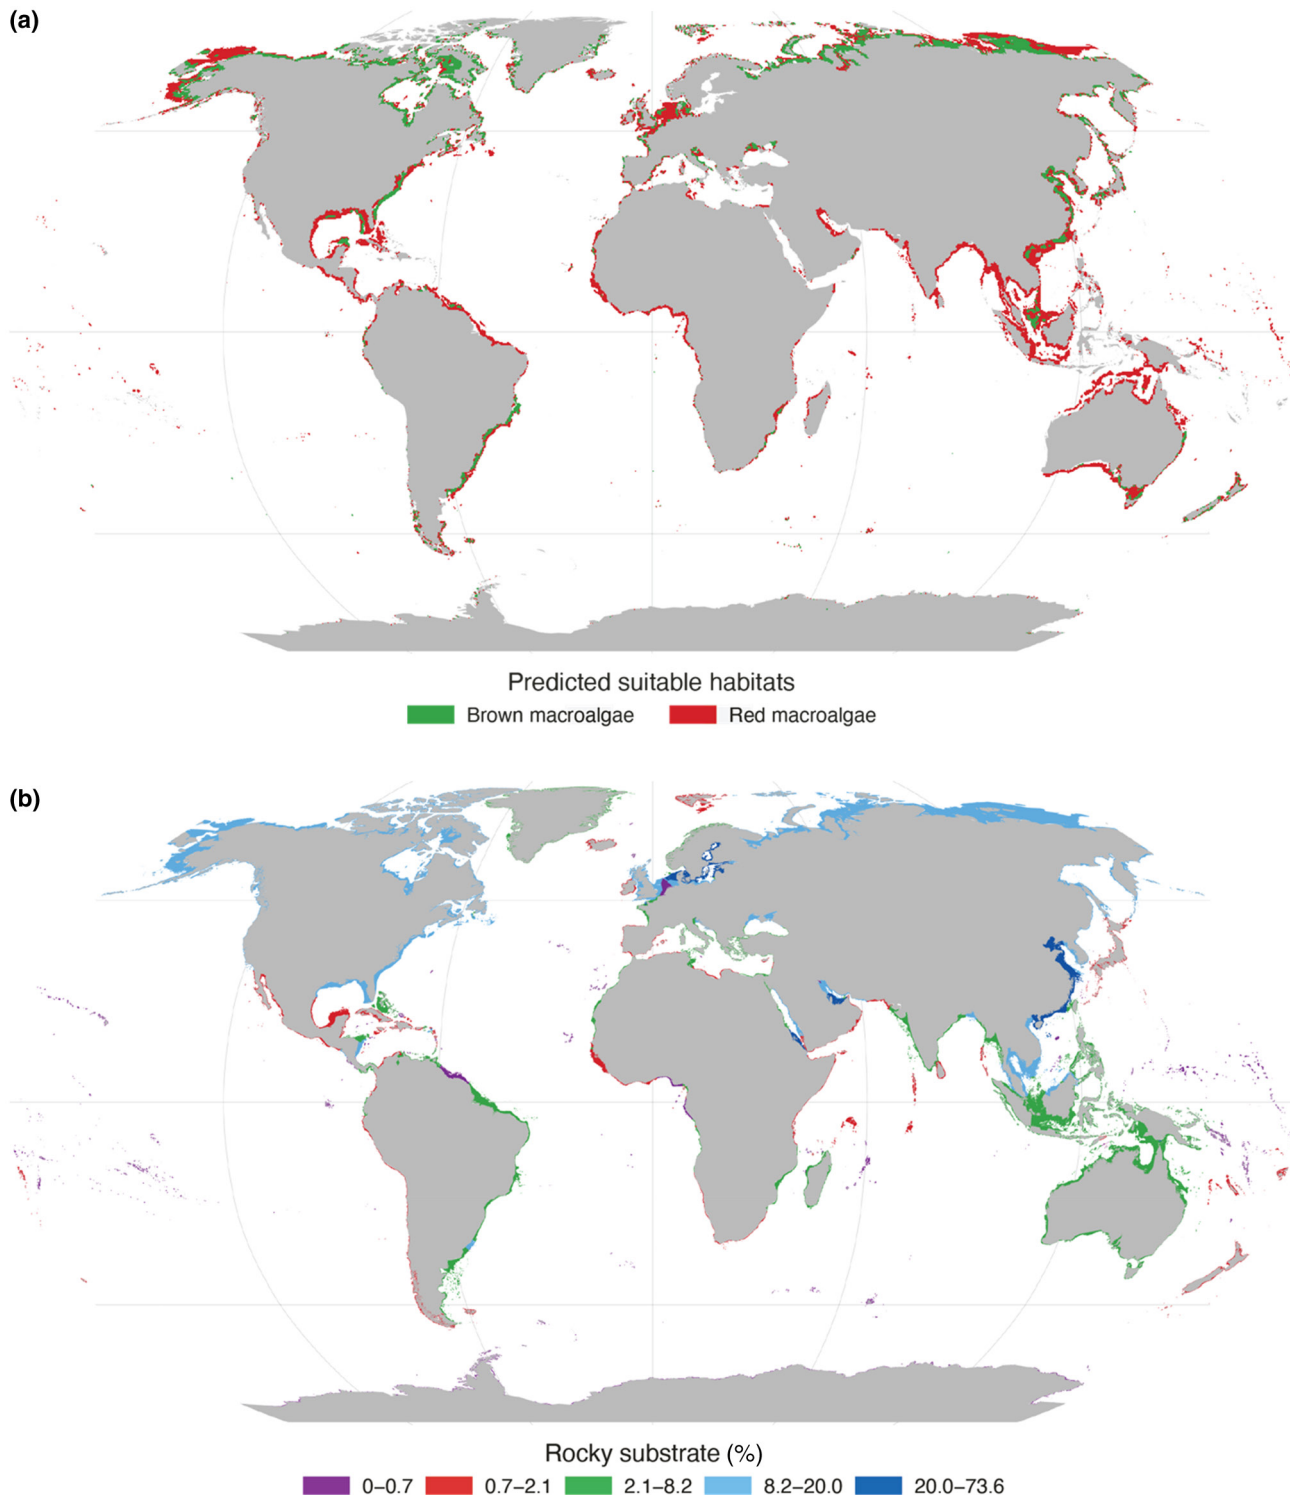 (a)
Predicted suitable habitats
Brown macroalgae Red macroalgae
(b)
Rocky substrate (%)
0–0.7 0.7–2.1 2.1–8.2 8.2–20.0 20.0–73.6